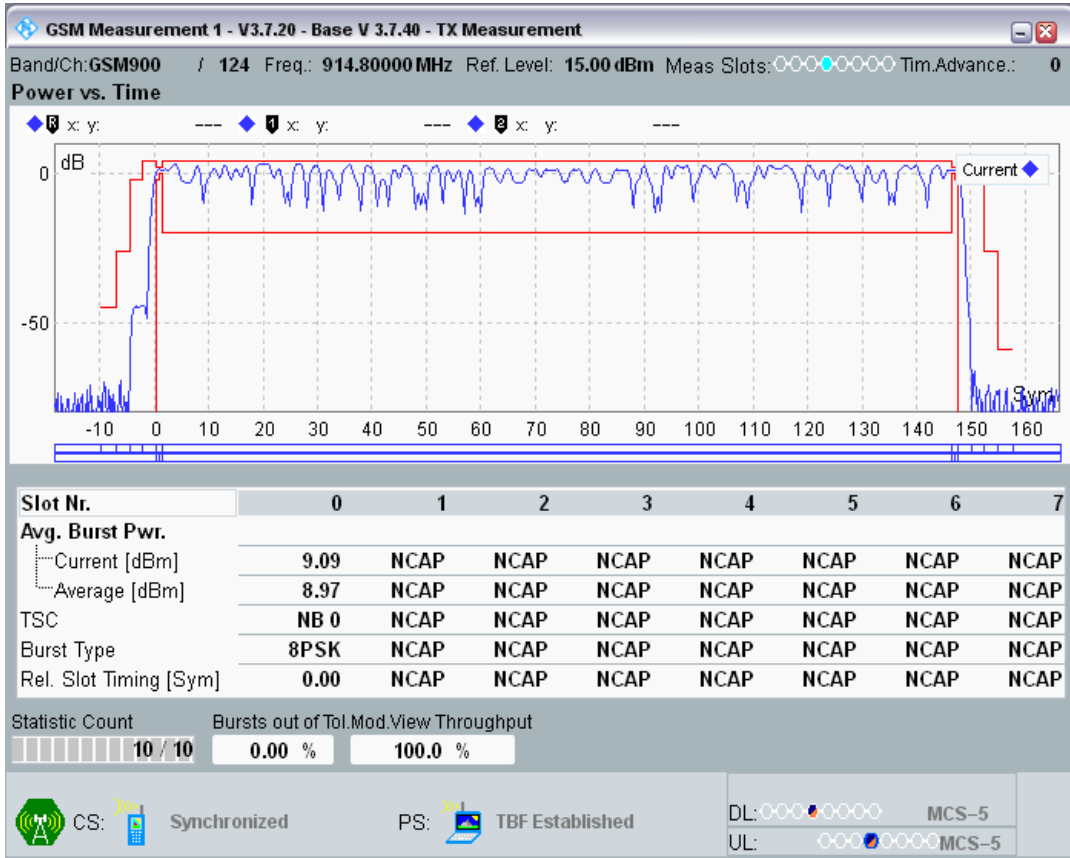 GSM Measurement 1 - V3.7.20 - Base V 3.7.40 - TX Measurement
Band/Ch:GSM900 / 124 Freq.: 914.80000 MHz Ref. Level: 15.00 dBm Meas Slots: Tim.Advance.: 0
Power vs. Time
R x: y: --- 1 x: y: --- 2 x: y: ---
dB
Current
0
-50
Sym
-10 0 10 20 30 40 50 60 70 80 90 100 110 120 130 140 150 160
Slot Nr. 0 1 2 3 4 5 6 7
Avg. Burst Pwr.
Current [dBm] 9.09 NCAP NCAP NCAP NCAP NCAP NCAP NCAP
Average [dBm] 8.97 NCAP NCAP NCAP NCAP NCAP NCAP NCAP
TSC NB 0 NCAP NCAP NCAP NCAP NCAP NCAP NCAP
Burst Type 8PSK NCAP NCAP NCAP NCAP NCAP NCAP NCAP
Rel. Slot Timing [Sym] 0.00 NCAP NCAP NCAP NCAP NCAP NCAP NCAP
Statistic Count Bursts out of Tol.Mod.View Throughput
10 / 10 0.00 % 100.0 %
CS: Synchronized PS: TBF Established
DL: MCS-5
UL: MCS-5